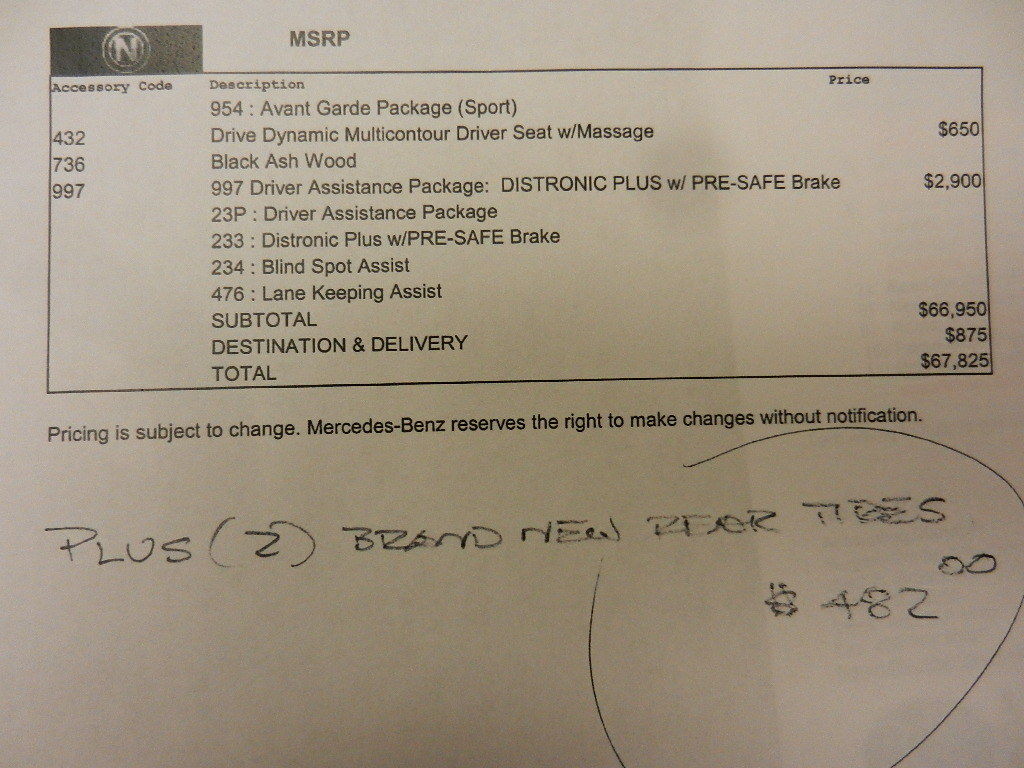 N
MSRP
Accessory Code Description Price
954 : Avant Garde Package (Sport)
432 Drive Dynamic Multicontour Driver Seat w/Massage $650
736 Black Ash Wood
997 997 Driver Assistance Package: DISTRONIC PLUS w/ PRE-SAFE Brake $2,900
23P : Driver Assistance Package
233 : Distronic Plus w/PRE-SAFE Brake
234 : Blind Spot Assist
476 : Lane Keeping Assist
SUBTOTAL $66,950
DESTINATION & DELIVERY $875
TOTAL $67,825
Pricing is subject to change. Mercedes-Benz reserves the right to make changes without notification.
PLUS (2) BRAND NEW REAR TIRES
$ 482 00